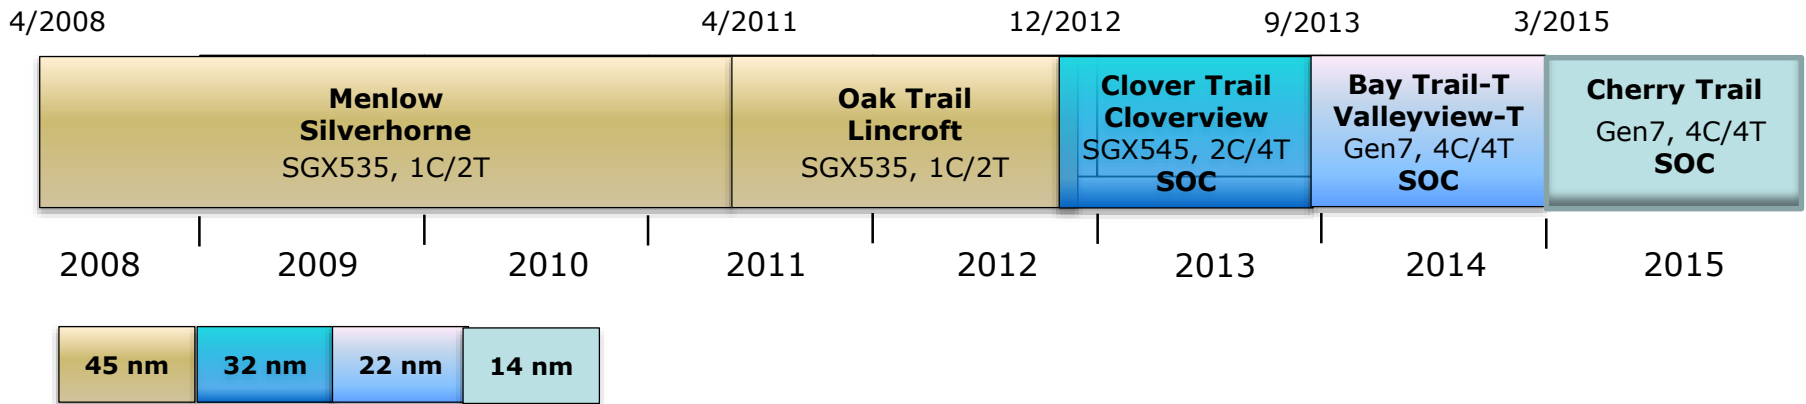 4/2008
4/2011
12/2012
9/2013
3/2015
Menlow
Silverhorne
SGX535, 1C/2T
Oak Trail
Lincroft
SGX535, 1C/2T
Clover Trail
Cloverview
SGX545, 2C/4T
SOC
Bay Trail-T
Valleyview-T
Gen7, 4C/4T
SOC
Cherry Trail
Gen7, 4C/4T
SOC
2008
2009
2010
2011
2012
2013
2014
2015
45 nm
32 nm
22 nm
14 nm